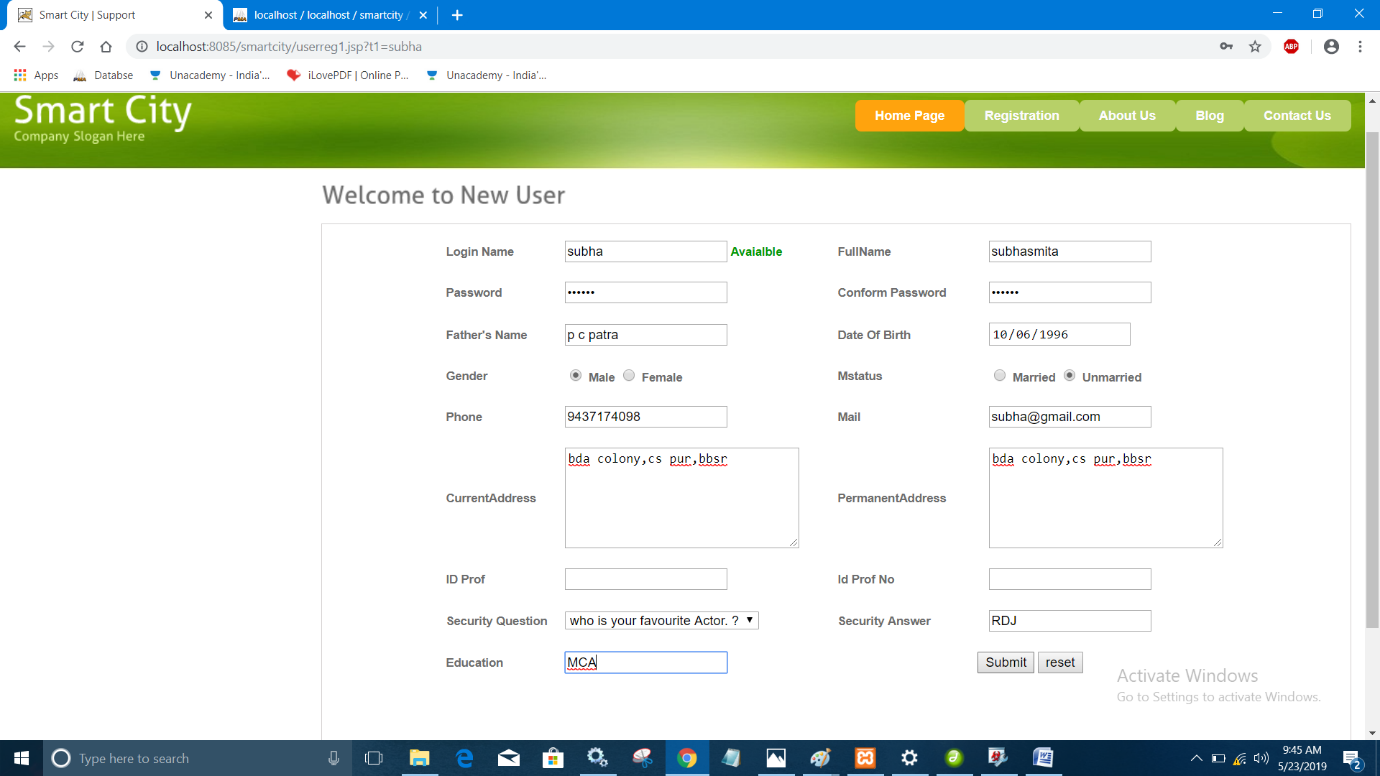 Smart City | Support
localhost / localhost / smartcity /
localhost:8085/smartcity/userreg1.jsp?t1=subha
ABP
Apps Databse Unacademy - India'... iLovePDF | Online P... Unacademy - India'...
Smart City
Company Slogan Here
Home Page Registration About Us Blog Contact Us
Welcome to New User
Login Name subha Avaialble FullName subhasmita
Password •••••• Conform Password ••••••
Father's Name p c patra Date Of Birth 10/06/1996
Gender Male Female Mstatus Married Unmarried
Phone 9437174098 Mail subha@gmail.com
bda colony,cs pur,bbsr bda colony,cs pur,bbsr
CurrentAddress PermanentAddress
ID Prof Id Prof No
Security Question who is your favourite Actor. ? Security Answer RDJ
Education MCA Submit reset
Activate Windows
Go to Settings to activate Windows.
Type here to search
9:45 AM
5/23/2019
2